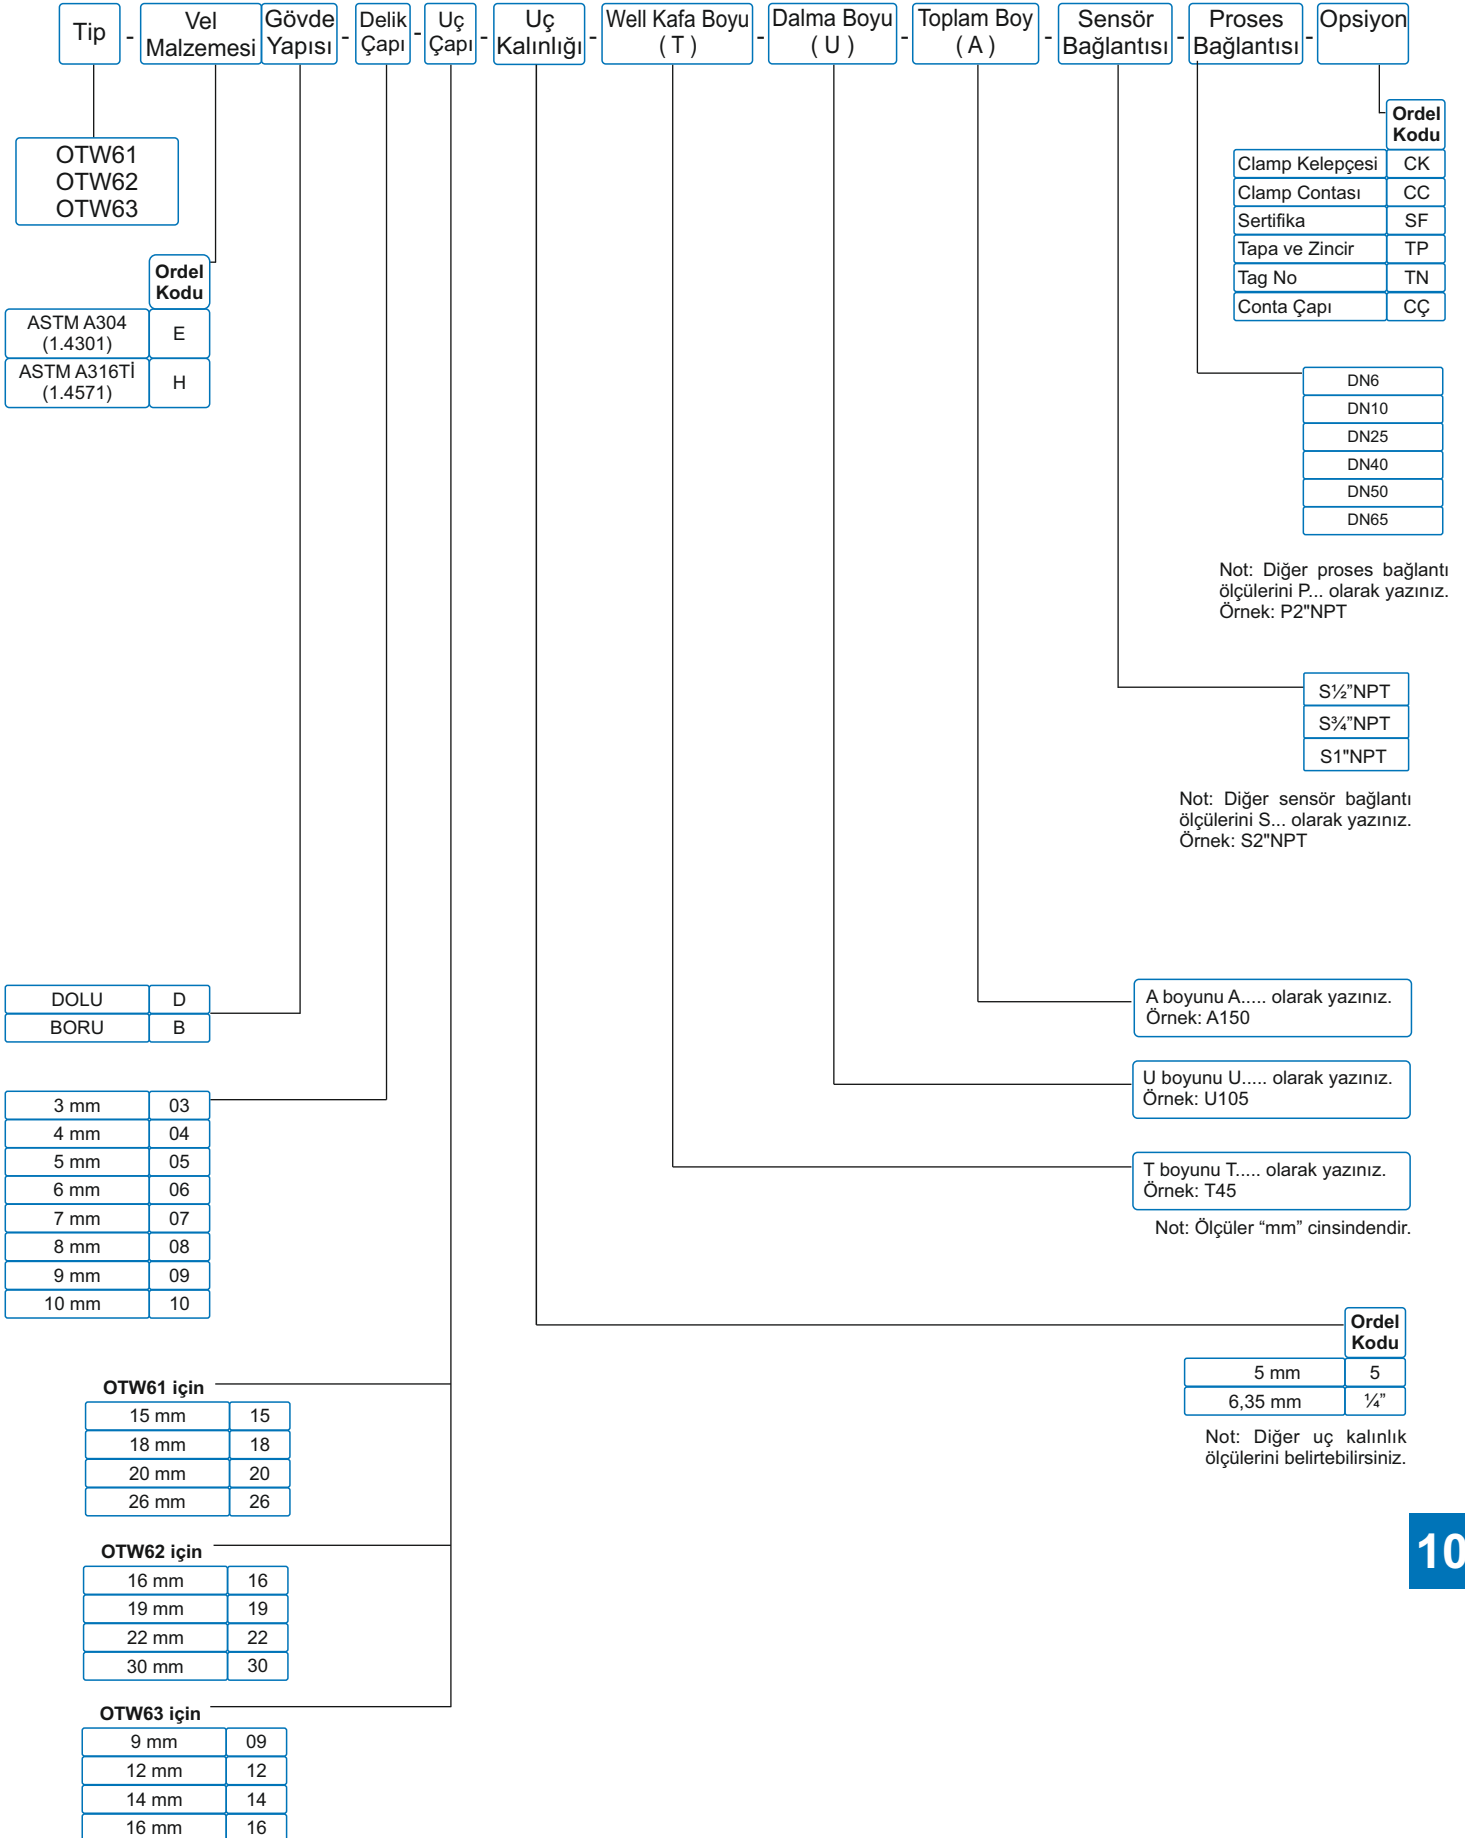 Tip - Vel Malzemesi Gövde Yapısı - Delik Çapı - Uç Çapı - Uç Kalınlığı - Well Kafa Boyu ( T ) - Dalma Boyu ( U ) - Toplam Boy ( A ) - Sensör Bağlantısı - Proses Bağlantısı - Opsiyon
OTW61
OTW62
OTW63
Ordel
Kodu
ASTM A304
(1.4301)
E
ASTM A316Tİ
(1.4571)
H
Ordel
Kodu
Clamp Kelepçesi CK
Clamp Contası CC
Sertifika SF
Tapa ve Zincir TP
Tag No TN
Conta Çapı CÇ
DN6
DN10
DN25
DN40
DN50
DN65
Not: Diğer proses bağlantı
ölçülerini P... olarak yazınız.
Örnek: P2"NPT
S½”NPT
S¾”NPT
S1"NPT
Not: Diğer sensör bağlantı
ölçülerini S... olarak yazınız.
Örnek: S2"NPT
DOLU D
BORU B
A boyunu A..... olarak yazınız.
Örnek: A150
U boyunu U..... olarak yazınız.
Örnek: U105
T boyunu T..... olarak yazınız.
Örnek: T45
Not: Ölçüler “mm” cinsindendir.
3 mm 03
4 mm 04
5 mm 05
6 mm 06
7 mm 07
8 mm 08
9 mm 09
10 mm 10
Ordel
Kodu
5 mm 5
6,35 mm ¼”
Not: Diğer uç kalınlık
ölçülerini belirtebilirsiniz.
OTW61 için
15 mm 15
18 mm 18
20 mm 20
26 mm 26
OTW62 için
16 mm 16
19 mm 19
22 mm 22
30 mm 30
OTW63 için
9 mm 09
12 mm 12
14 mm 14
16 mm 16
10